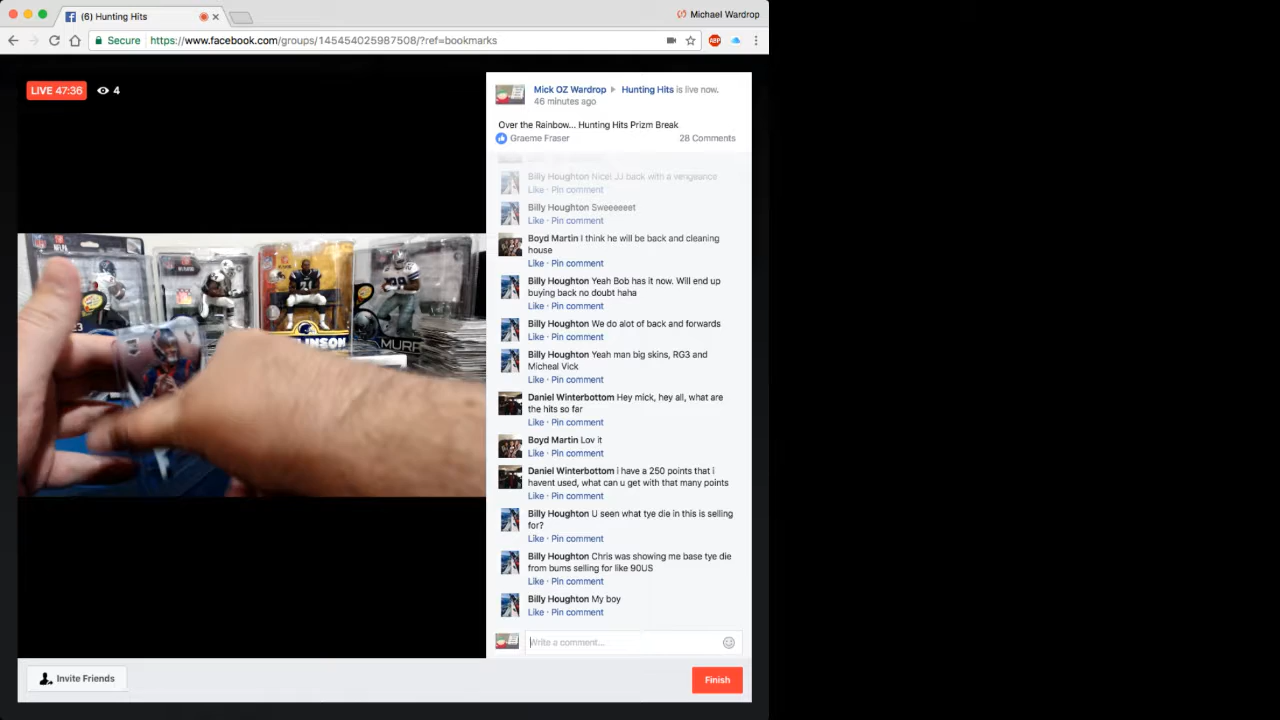 (6) Hunting Hits
Michael Wardrop
Secure https://www.facebook.com/groups/145454025987508/?ref=bookmarks
ABP
LIVE 47:36 4
Mick OZ Wardrop Hunting Hits is live now.
46 minutes ago
Over the Rainbow... Hunting Hits Prizm Break
Graeme Fraser 28 Comments
Billy Houghton Nice! JJ back with a vengeance
Like · Pin comment
Billy Houghton Sweeeeeet
Like · Pin comment
Boyd Martin I think he will be back and cleaning
house
Like · Pin comment
Billy Houghton Yeah Bob has it now. Will end up
buying back no doubt haha
Like · Pin comment
Billy Houghton We do alot of back and forwards
Like · Pin comment
Billy Houghton Yeah man big skins, RG3 and
Micheal Vick
Like · Pin comment
Daniel Winterbottom Hey mick, hey all, what are
the hits so far
Like · Pin comment
Boyd Martin Lov it
Like · Pin comment
Daniel Winterbottom i have a 250 points that i
havent used, what can u get with that many points
Like · Pin comment
Billy Houghton U seen what tye die in this is selling
for?
Like · Pin comment
Billy Houghton Chris was showing me base tye die
from bums selling for like 90US
Like · Pin comment
Billy Houghton My boy
Like · Pin comment
Write a comment...
Invite Friends
Finish